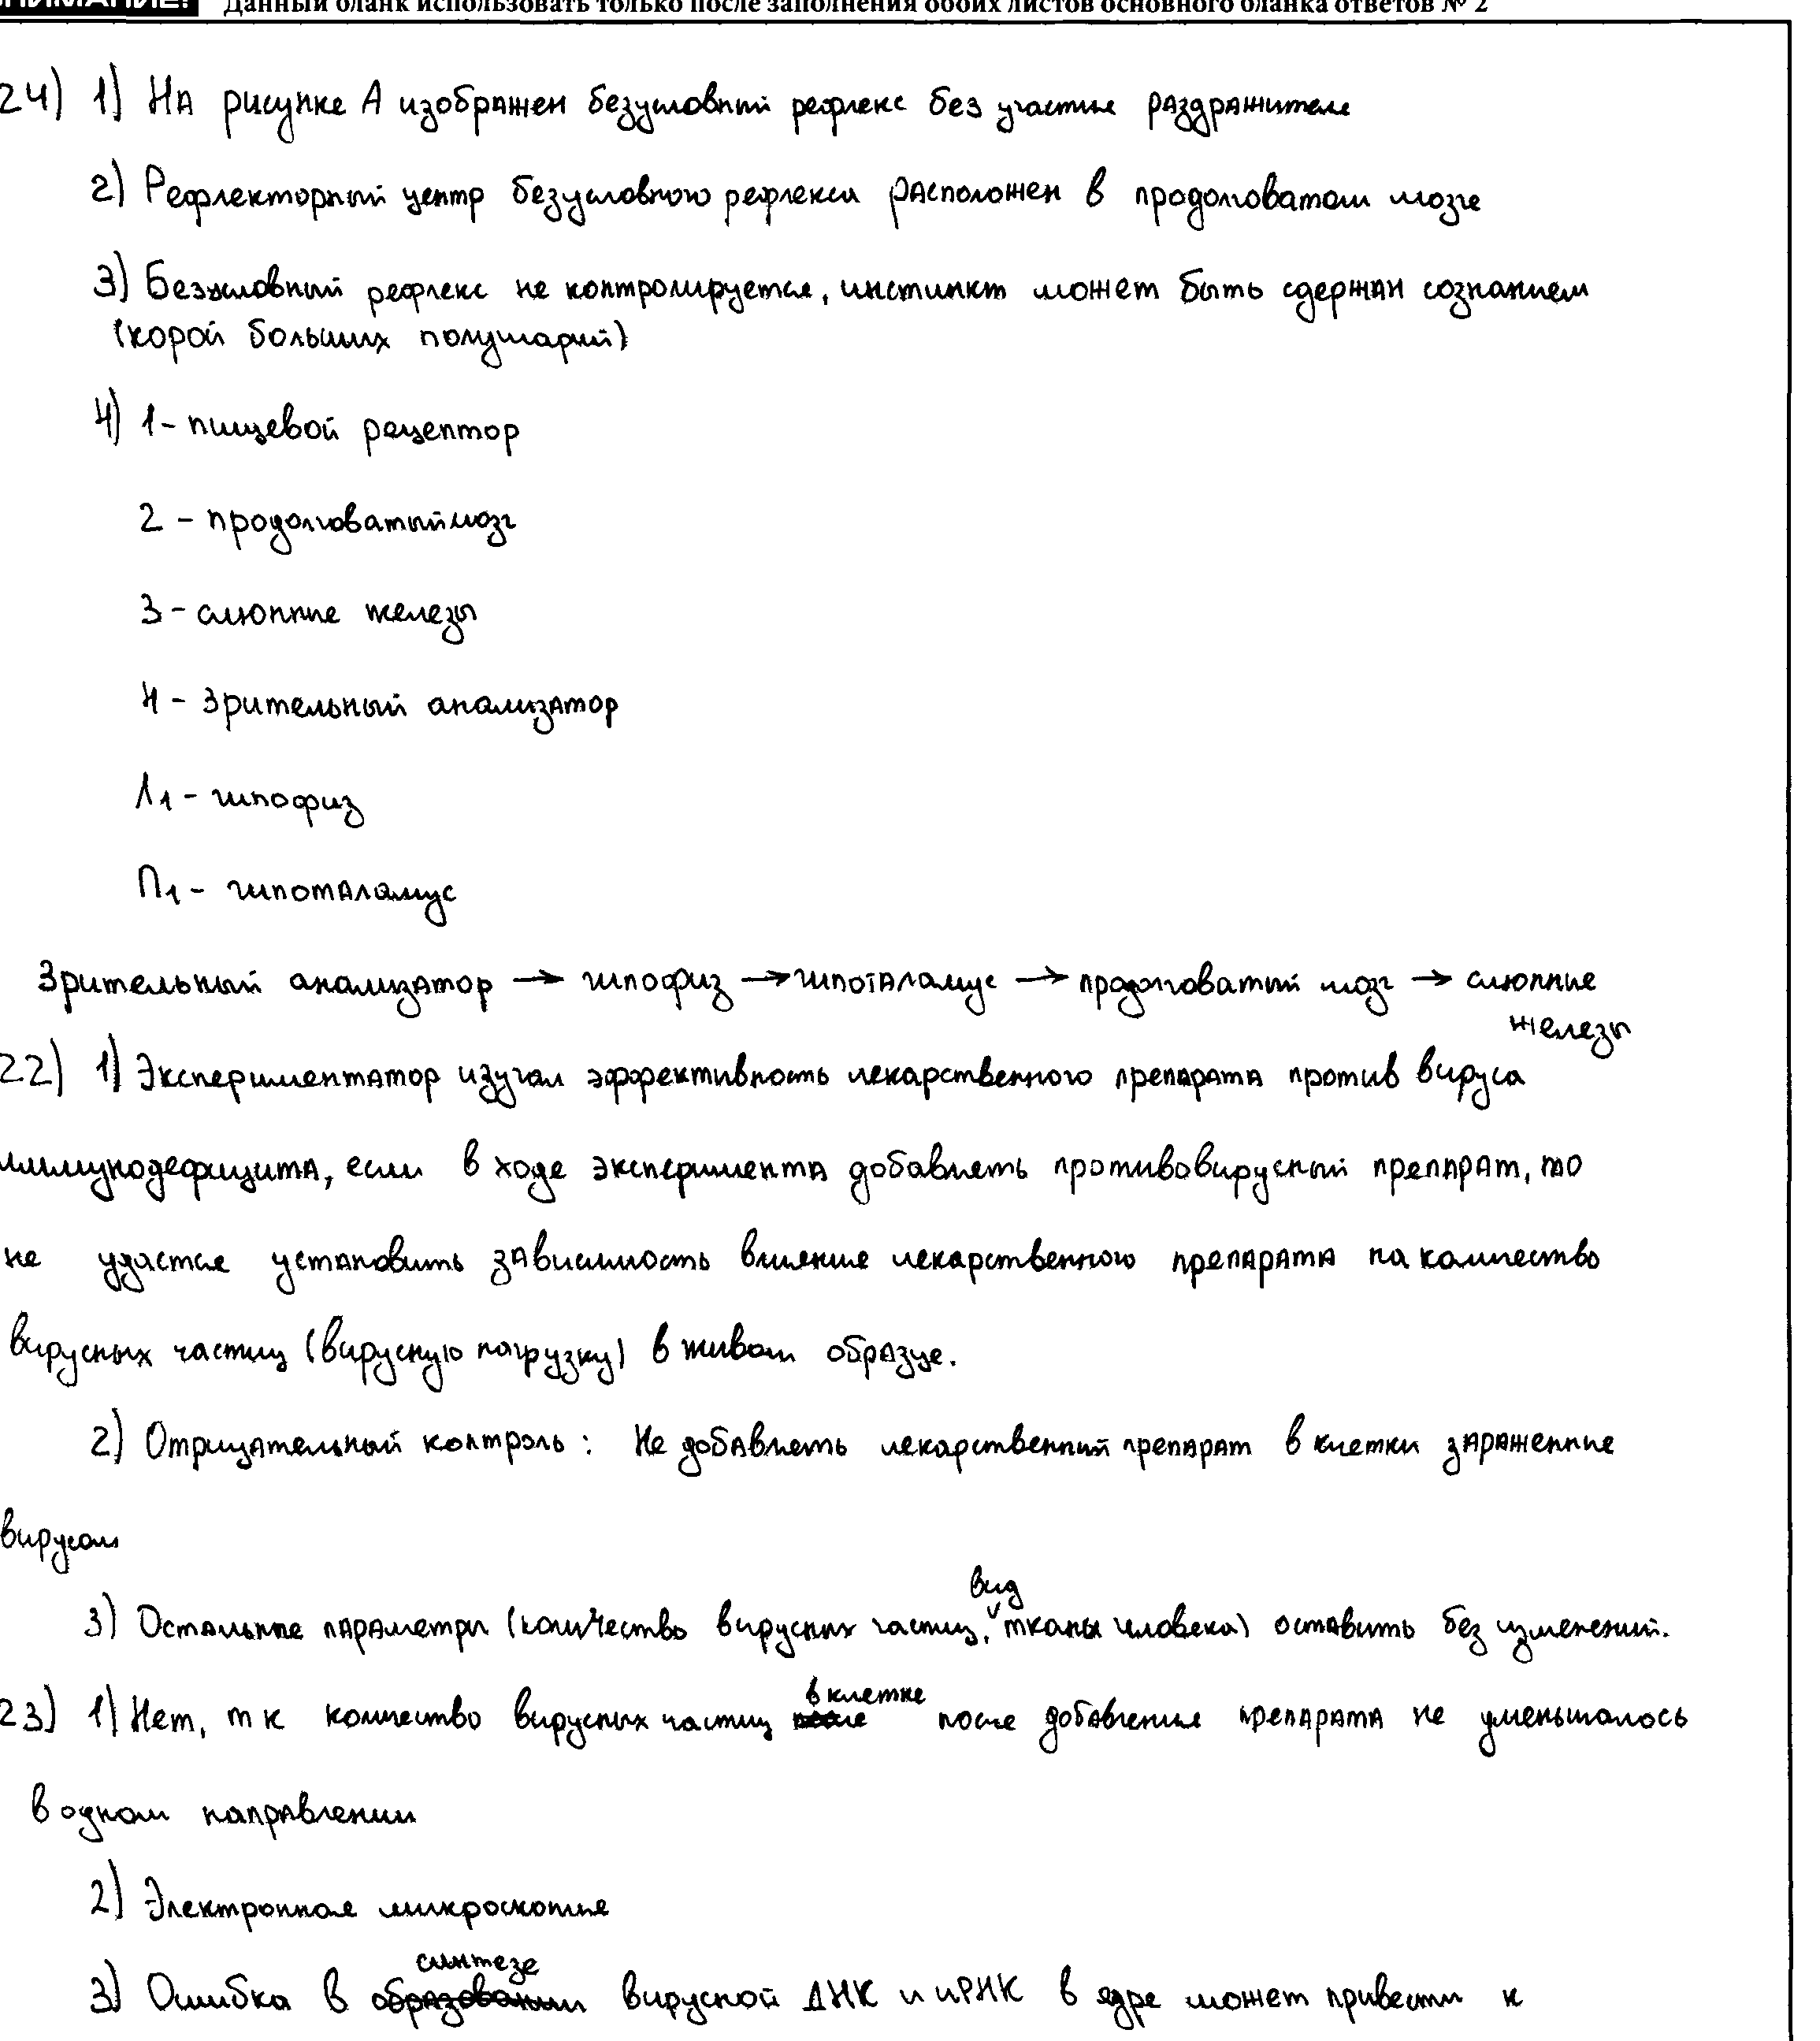 ВНИМАНИЕ! Данный бланк использовать только после заполнения обоих листов основного бланка ответов № 2
24) 1) На рисунке А изображен безусловный рефлекс без участия раздражителя
2) Рефлекторный центр безусловного рефлекса расположен в продолговатом мозге
3) Безусловный рефлекс не контролируется, инстинкт может быть сдержан сознанием
(корой больших полушарий)
4) 1 - пищевой рецептор
2 - продолговатый мозг
3 - слюнные железы
4 - Зрительный анализатор
Л1 - гипофиз
П1 - гипоталамус
Зрительный анализатор → гипофиз → гипоталамус → продолговатый мозг → слюнные
железы
22) 1) Экспериментатор изучал эффективность лекарственного препарата против вируса
иммунодефицита, если в ходе эксперимента добавлять противовирусный препарат, то
не удастся установить зависимость влияние лекарственного препарата на количество
вирусных частиц (вирусную нагрузку) в живом образце.
2) Отрицательный контроль: Не добавлять лекарственный препарат в клетки зараженные
вирусом
3) Остальные параметры (количество вирусных частиц, вид ткани человека) оставить без изменений.
23) 1) Нет, т к количество вирусных частиц в клетке после добавления препарата не уменьшалось
в одном направлении
2) Электронная микроскопия
3) Ошибка в синтезе вирусной ДНК и иРНК в ядре может привести к